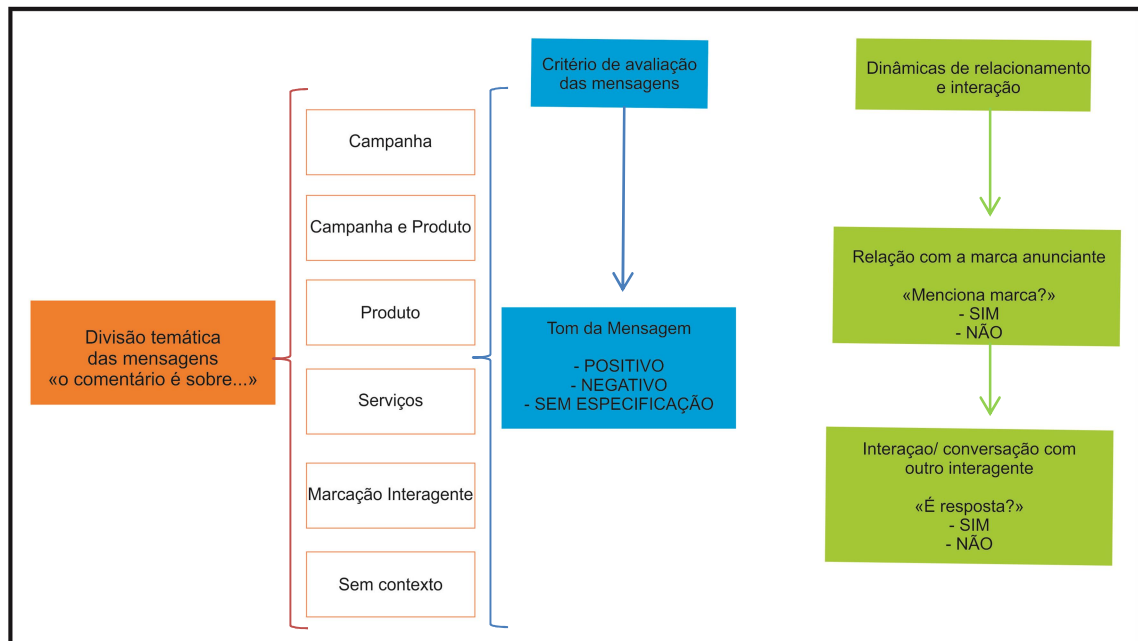 Divisão temática
das mensagens
«o comentário é sobre...»
Campanha
Campanha e Produto
Produto
Serviços
Marcação Interagente
Sem contexto
Critério de avaliação
das mensagens
Tom da Mensagem
- POSITIVO
- NEGATIVO
- SEM ESPECIFICAÇÃO
Dinâmicas de relacionamento
e interação
Relação com a marca anunciante
«Menciona marca?»
- SIM
- NÃO
Interaçao/ conversação com
outro interagente
«É resposta?»
- SIM
- NÃO